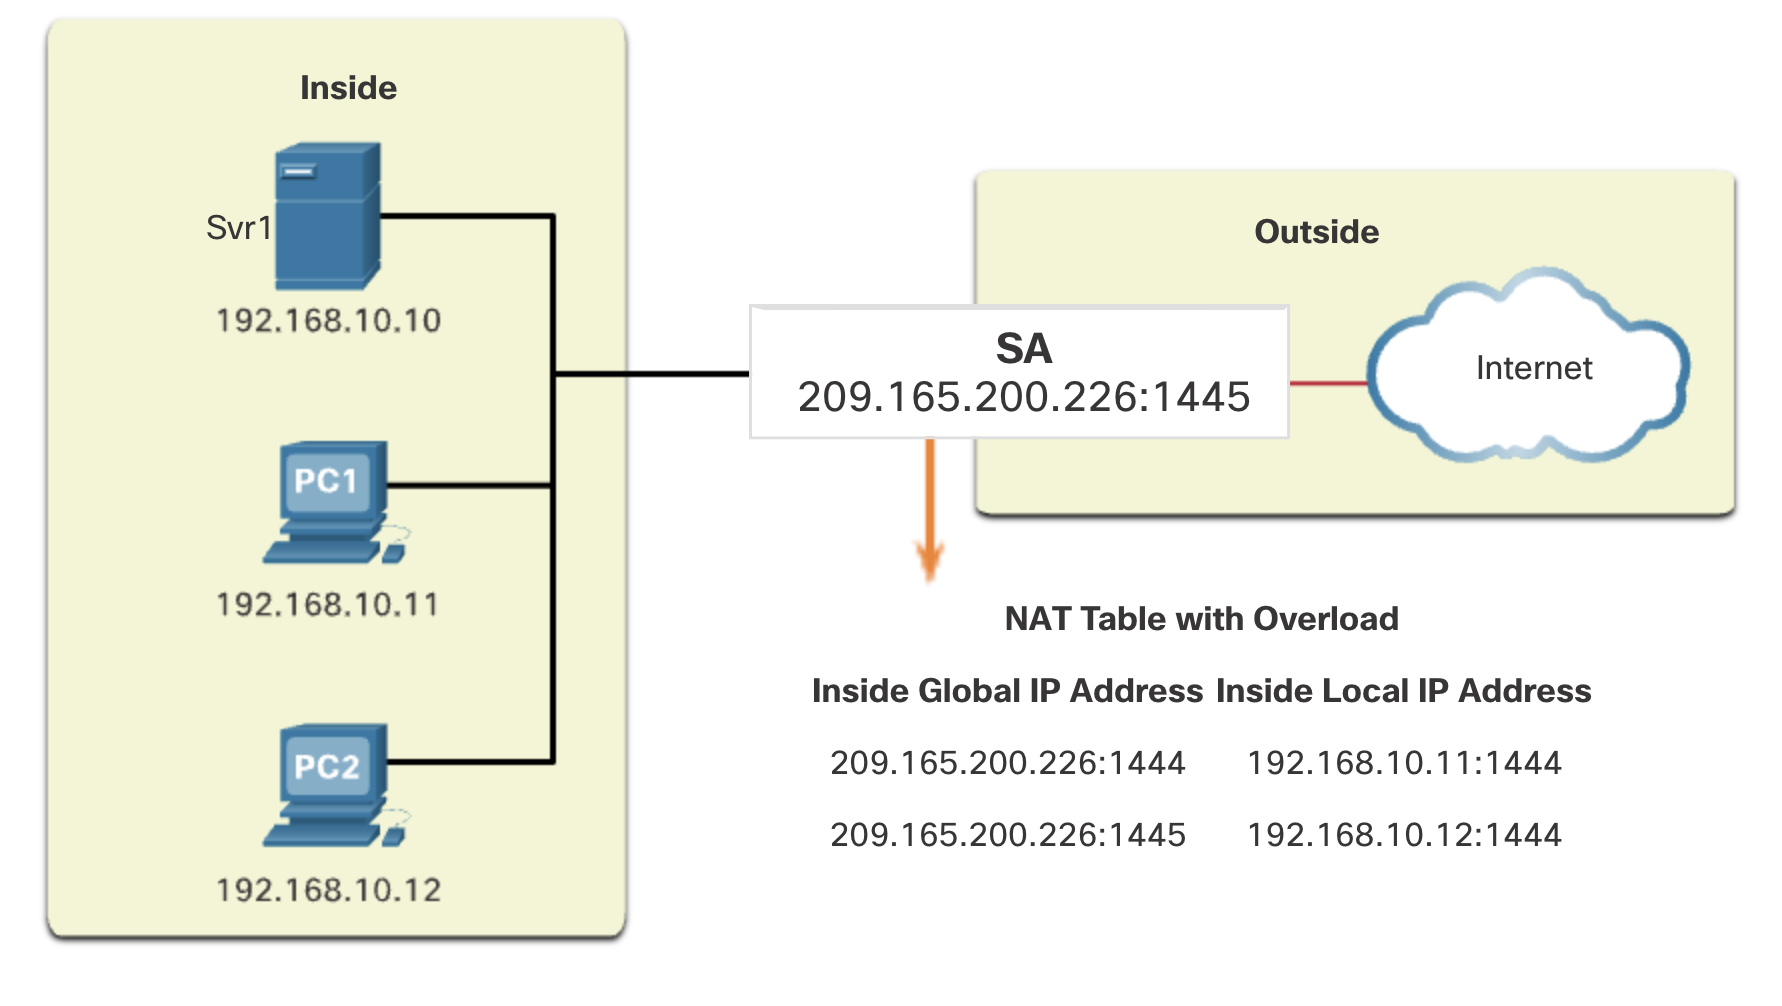 Inside
Svr1
192.168.10.10
PC1
192.168.10.11
PC2
192.168.10.12
SA
209.165.200.226:1445
Outside
Internet
NAT Table with Overload
Inside Global IP Address Inside Local IP Address
209.165.200.226:1444 192.168.10.11:1444
209.165.200.226:1445 192.168.10.12:1444